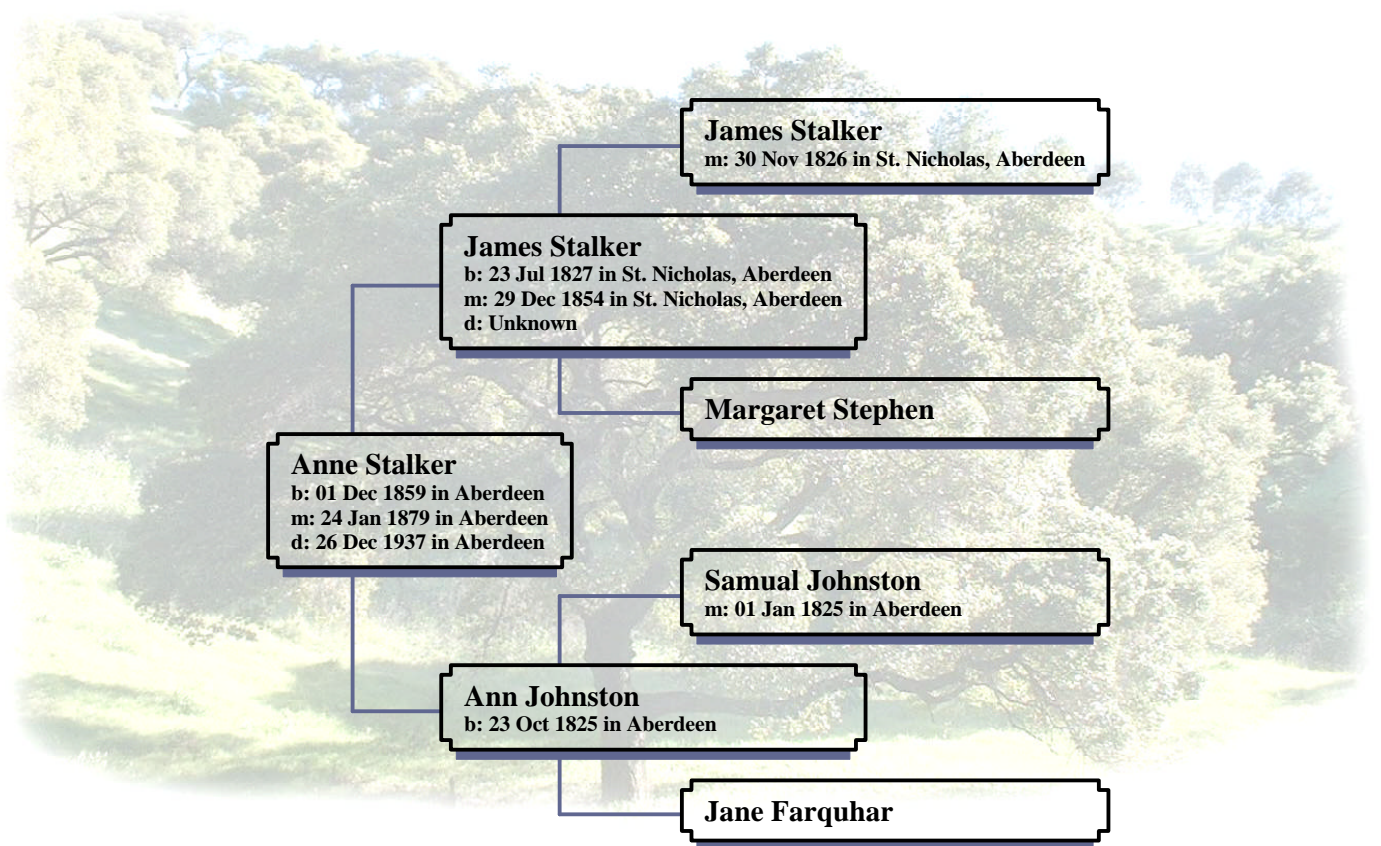 James Stalker
m: 30 Nov 1826 in St. Nicholas, Aberdeen
James Stalker
b: 23 Jul 1827 in St. Nicholas, Aberdeen
m: 29 Dec 1854 in St. Nicholas, Aberdeen
d: Unknown
Margaret Stephen
Anne Stalker
b: 01 Dec 1859 in Aberdeen
m: 24 Jan 1879 in Aberdeen
d: 26 Dec 1937 in Aberdeen
Samual Johnston
m: 01 Jan 1825 in Aberdeen
Ann Johnston
b: 23 Oct 1825 in Aberdeen
Jane Farquhar